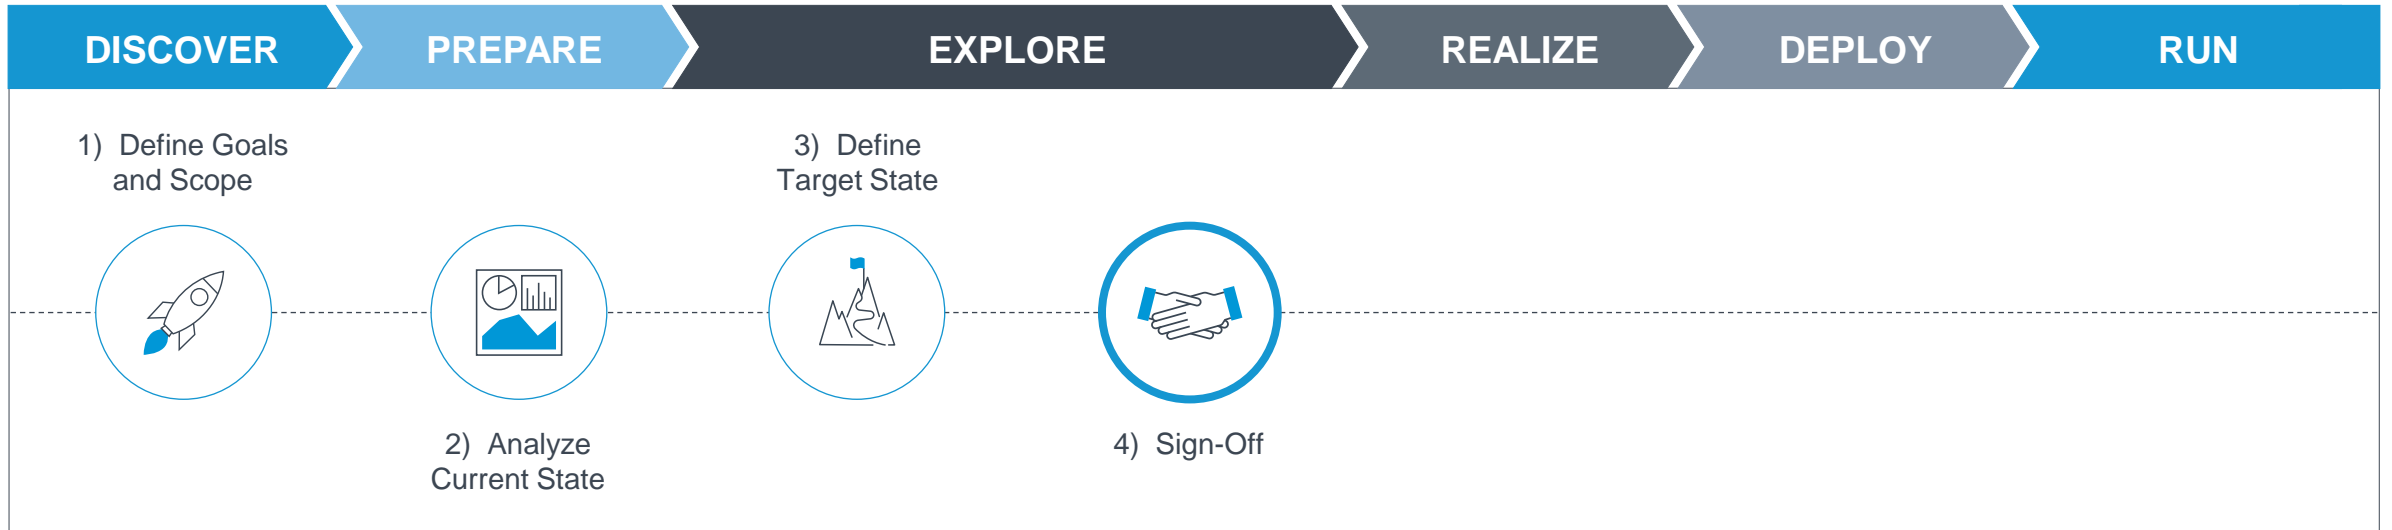 DISCOVER
PREPARE
EXPLORE
REALIZE
DEPLOY
RUN
1) Define Goals
and Scope
2) Analyze
Current State
3) Define
Target State
4) Sign-Off